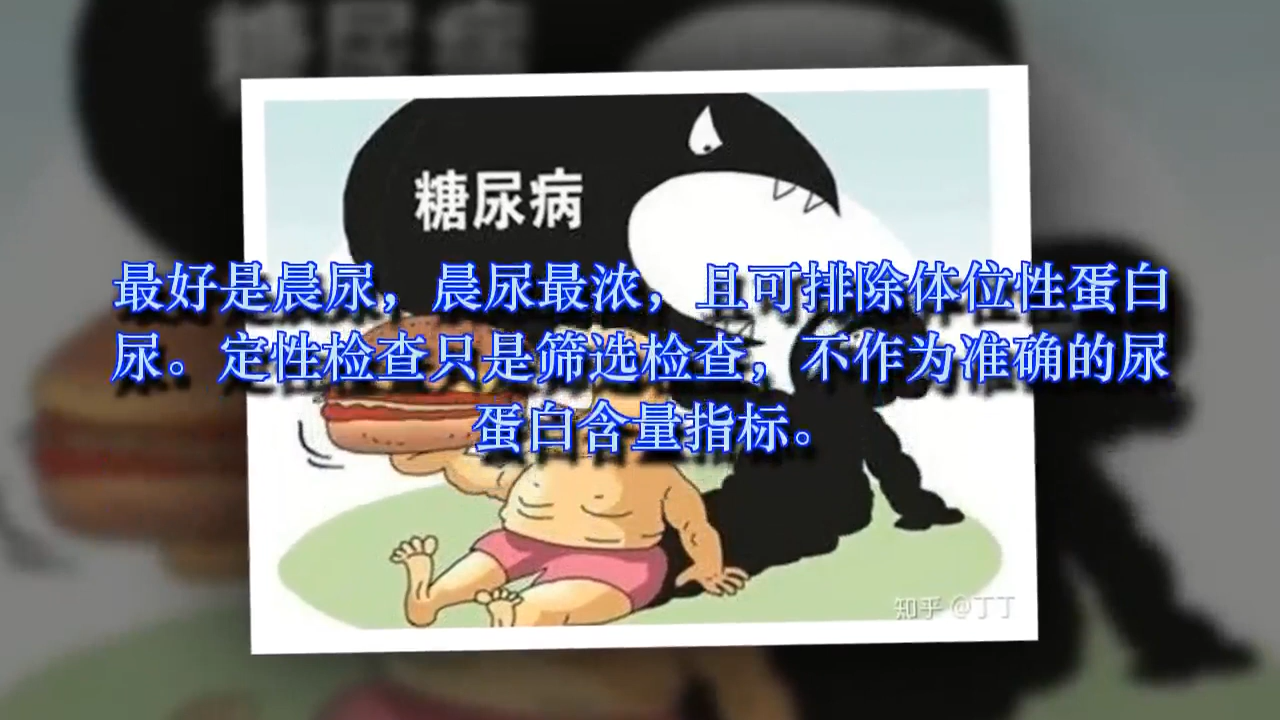 糖尿病
最好是晨尿，晨尿最浓，且可排除体位性蛋白
尿。定性检查只是筛选检查，不作为准确的尿
蛋白含量指标。
知乎 @丁丁